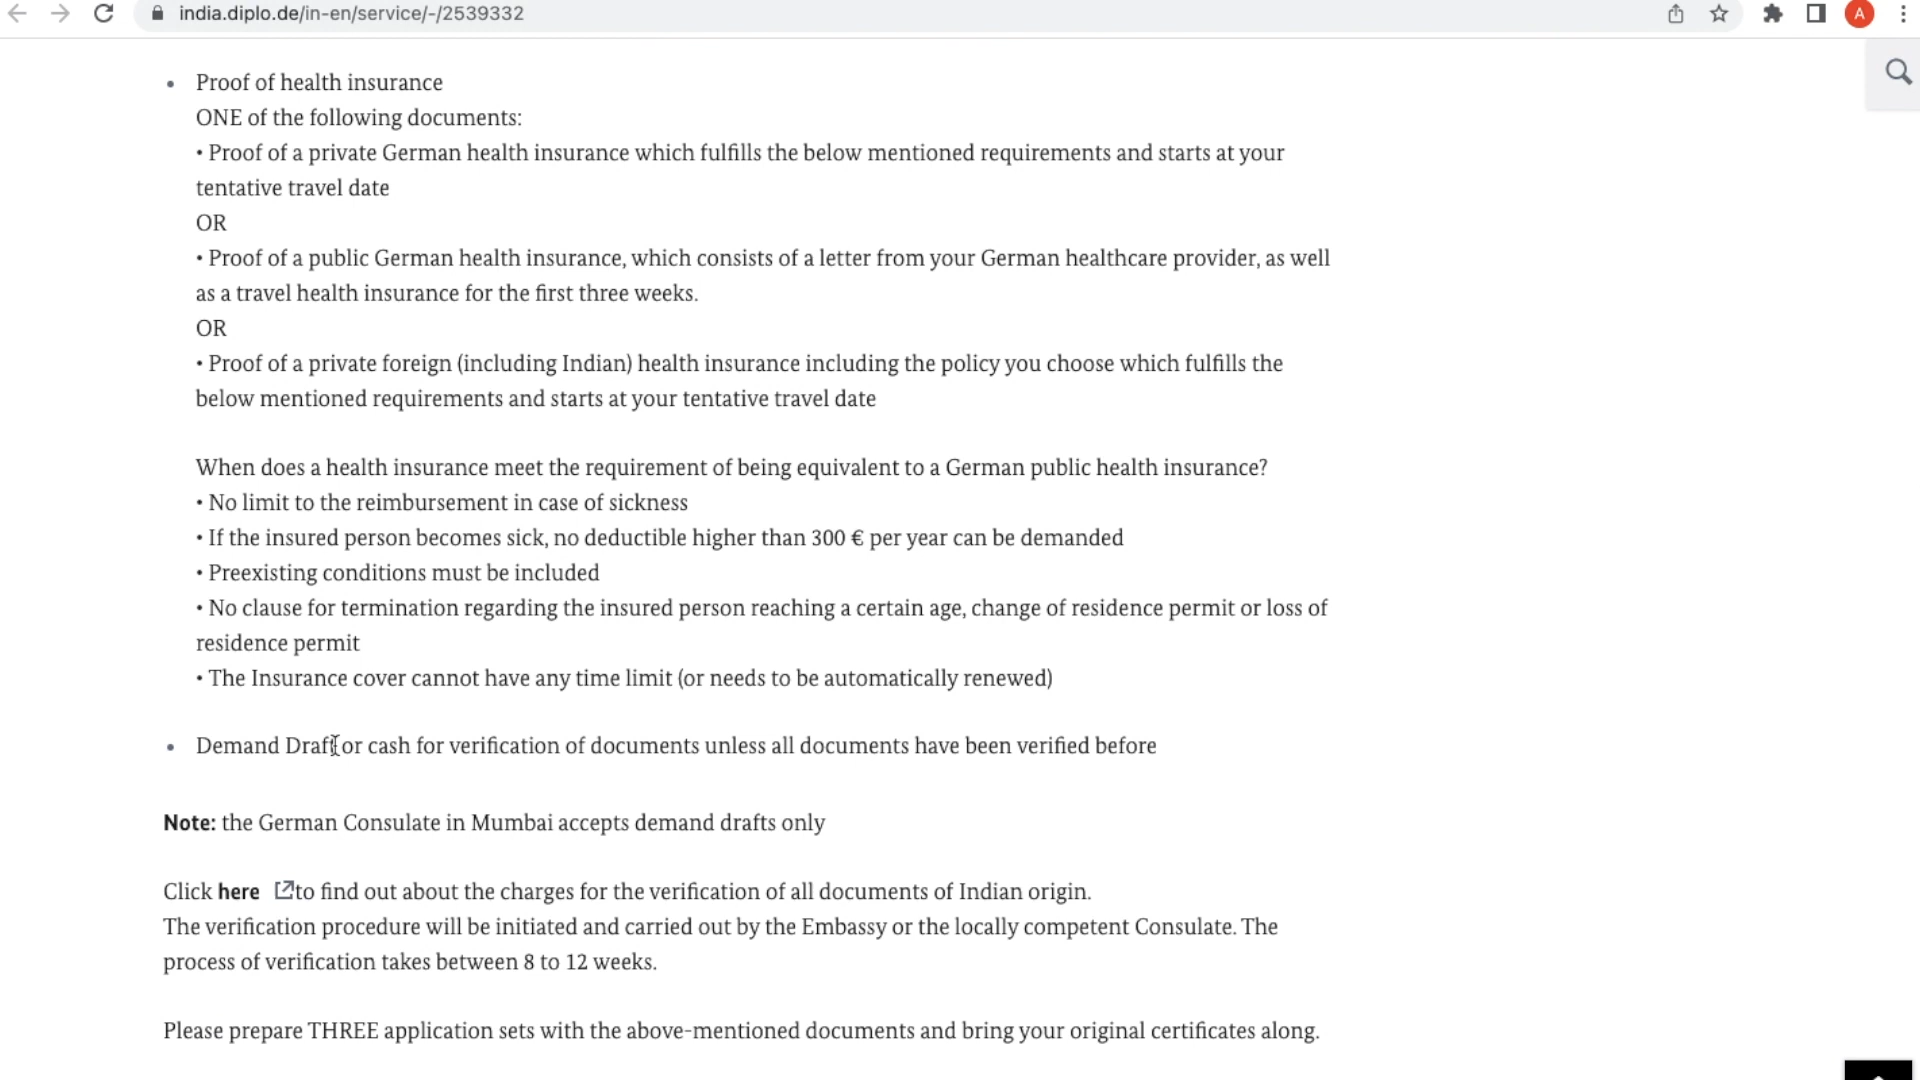 india.diplo.de/in-en/service/-/2539332
A
• Proof of health insurance
ONE of the following documents:
• Proof of a private German health insurance which fulfills the below mentioned requirements and starts at your
tentative travel date
OR
• Proof of a public German health insurance, which consists of a letter from your German healthcare provider, as well
as a travel health insurance for the first three weeks.
OR
• Proof of a private foreign (including Indian) health insurance including the policy you choose which fulfills the
below mentioned requirements and starts at your tentative travel date
When does a health insurance meet the requirement of being equivalent to a German public health insurance?
• No limit to the reimbursement in case of sickness
• If the insured person becomes sick, no deductible higher than 300 € per year can be demanded
• Preexisting conditions must be included
• No clause for termination regarding the insured person reaching a certain age, change of residence permit or loss of
residence permit
• The Insurance cover cannot have any time limit (or needs to be automatically renewed)
• Demand Draft or cash for verification of documents unless all documents have been verified before
Note: the German Consulate in Mumbai accepts demand drafts only
Click here to find out about the charges for the verification of all documents of Indian origin.
The verification procedure will be initiated and carried out by the Embassy or the locally competent Consulate. The
process of verification takes between 8 to 12 weeks.
Please prepare THREE application sets with the above-mentioned documents and bring your original certificates along.